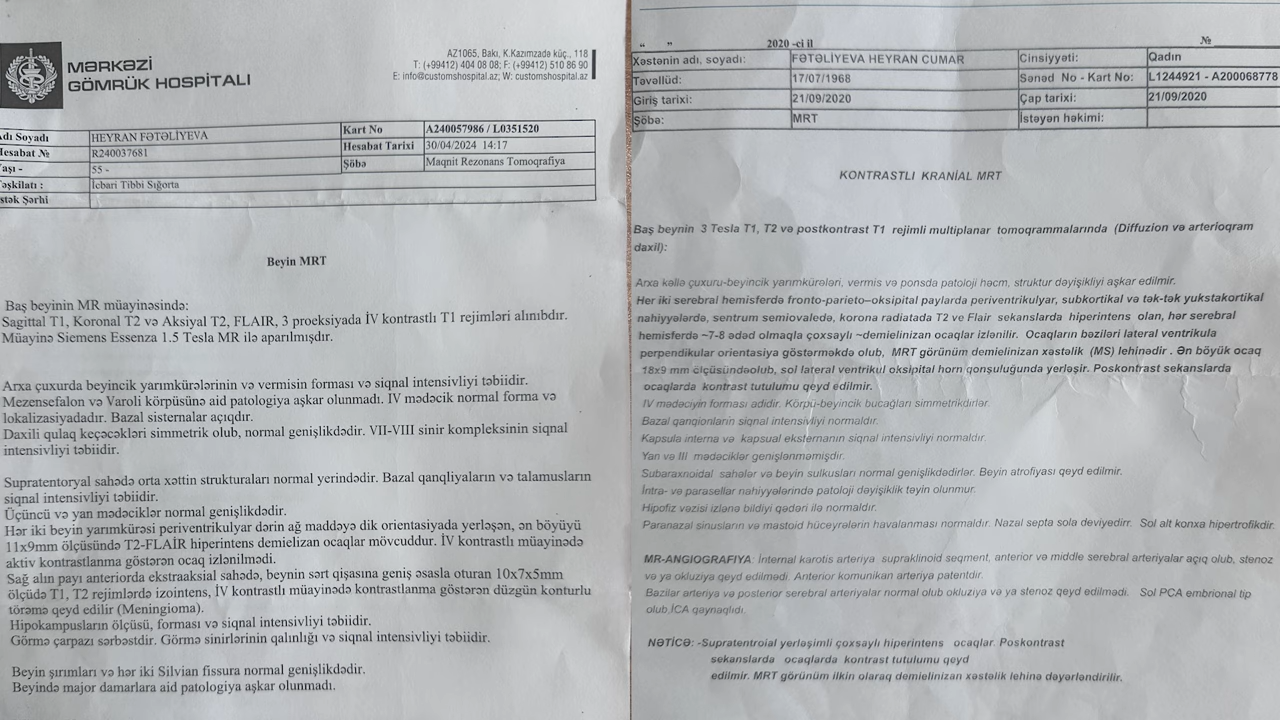 MƏRKƏZİ
GÖMRÜK HOSPITALI
AZ1065, Bakı, K.Kazımzadə küç., 118
T: (+99412) 404 08 08; F: (+99412) 510 86 90
E: info@customshospital.az; W: customshospital.az
Adı Soyadı HEYRAN FƏTƏLİYEVA Kart No A240057986 / L0351520
Hesabat № R240037681 Hesabat Tarixi 30/04/2024 14:17
Yaşı - 55 - Şöbə Maqnit Rezonans Tomoqrafiya
Təşkilatı : İcbari Tibbi Sığorta
İstək Şərhi
Beyin MRT
Baş beyinin MR müayinəsində:
Sagittal T1, Koronal T2 və Aksiyal T2, FLAIR, 3 proeksiyada İV kontrastlı T1 rejimləri alınıbdır.
Müayinə Siemens Essenza 1.5 Tesla MR ilə aparılmışdır.
Arxa çuxurda beyincik yarımkürələrinin və vermisin forması və siqnal intensivliyi təbiidir.
Mezensefalon və Varoli körpüsünə aid patologiya aşkar olunmadı. IV mədəcik normal forma və
lokalizasiyadadır. Bazal sisternalar açıqdır.
Daxili qulaq keçəcəkləri simmetrik olub, normal genişlikdədir. VII-VIII sinir kompleksinin siqnal
intensivliyi təbiidir.
Supratentoryal sahədə orta xəttin strukturaları normal yerindədir. Bazal qanqliyaların və talamusların
siqnal intensivliyi təbiidir.
Üçüncü və yan mədəciklər normal genişlikdədir.
Hər iki beyin yarımkürəsi periventrikulyar dərin ağ maddəyə dik orientasiyada yerləşən, ən böyüyü
11x9mm ölçüsündə T2-FLAİR hiperintens demielizan ocaqlar mövcuddur. İV kontrastlı müayinədə
aktiv kontrastlanma göstərən ocaq izlənilmədi.
Sağ alın payı anteriorda ekstraaksial sahədə, beynin sərt qişasına geniş əsasla oturan 10x7x5mm
ölçüdə T1, T2 rejimlərdə izointens, İV kontrastlı müayinədə kontrastlanma göstərən düzgün konturlu
törəmə qeyd edilir (Meningioma).
Hipokampusların ölçüsü, forması və siqnal intensivliyi təbiidir.
Görmə çarpazı sərbəstdir. Görmə sinirlərinin qalınlığı və siqnal intensivliyi təbiidir.
Beyin şırımları və hər iki Silvian fissura normal genişlikdədir.
Beyində major damarlara aid patologiya aşkar olunmadı.
“ ” 2020 -ci il №
Xəstənin adı, soyadı: FƏTƏLİYEVA HEYRAN CUMAR Cinsiyyəti: Qadın
Təvəllüd: 17/07/1968 Sənəd No - Kart No: L1244921 - A200068778
Giriş tarixi: 21/09/2020 Çap tarixi: 21/09/2020
Şöbə: MRT İstəyən həkimi:
KONTRASTLI KRANIAL MRT
Baş beynin 3 Tesla T1, T2 və postkontrast T1 rejimli multiplanar tomoqrammalarında (Diffuzion və arterioqram
daxil):
Arxa kəllə çuxuru-beyincik yarımkürələri, vermis və ponsda patoloji həcm, struktur dəyişikliyi aşkar edilmir.
Hər iki serebral hemisferdə fronto-parieto–oksipital paylarda periventrikulyar, subkortikal və tək-tək yukstakortikal
nahiyyələrdə, sentrum semiovaledə, korona radiatada T2 ve Flair sekanslarda hiperintens olan, hər serebral
hemisferdə ~7-8 ədəd olmaqla çoxsaylı ~demielinizan ocaqlar izlənilir. Ocaqların bəziləri lateral ventrikula
perpendikular orientasiya göstərməkdə olub, MRT görünüm demielinizan xəstəlik (MS) lehinədir . Ən böyük ocaq
18x9 mm ölçüsündəolub, sol lateral ventrikul oksipital horn qonşuluğunda yerləşir. Poskontrast sekanslarda
ocaqlarda kontrast tutulumu qeyd edilmir.
IV mədəciyin forması adidir. Körpü-beyincik bucağları simmetrikdirlər.
Bazal qanqionların siqnal intensivliyi normaldır.
Kapsula interna və kapsual eksternanın siqnal intensivliyi normaldır.
Yan və III mədəciklər genişlənməmişdir.
Subaraxnoidal sahələr və beyin sulkusları normal genişlikdədirlər. Beyin atrofiyası qeyd edilmir.
İntra- və parasellar nahiyyələrində patoloji dəyişiklik təyin olunmur.
Hipofiz vəzisi izlənə bildiyi qədəri ilə normaldır.
Paranazal sinusların və mastoid hüceyrələrin havalanması normaldır. Nazal septa sola deviyedirr. Sol alt konxa hipertrofikdir.
MR-ANGIOGRAFIYA: İnternal karotis arteriya supraklinoid seqment, anterior və middle serebral arteriyalar açıq olub, stenoz
və ya okluziya qeyd edilmədi. Anterior komunikan arteriya patentdir.
Bazilar arteriya və posterior serebral arteriyalar normal olub okluziya və ya stenoz qeyd edilmədi. Sol PCA embrional tip
olub,İCA qaynaqlıdı.
NƏTİCƏ: -Supratentroial yerləşimli çoxsaylı hiperintens ocaqlar. Poskontrast
sekanslarda ocaqlarda kontrast tutulumu qeyd
edilmir. MRT görünüm ilkin olaraq demielinizan xəstəlik lehinə dəyərləndirilir.